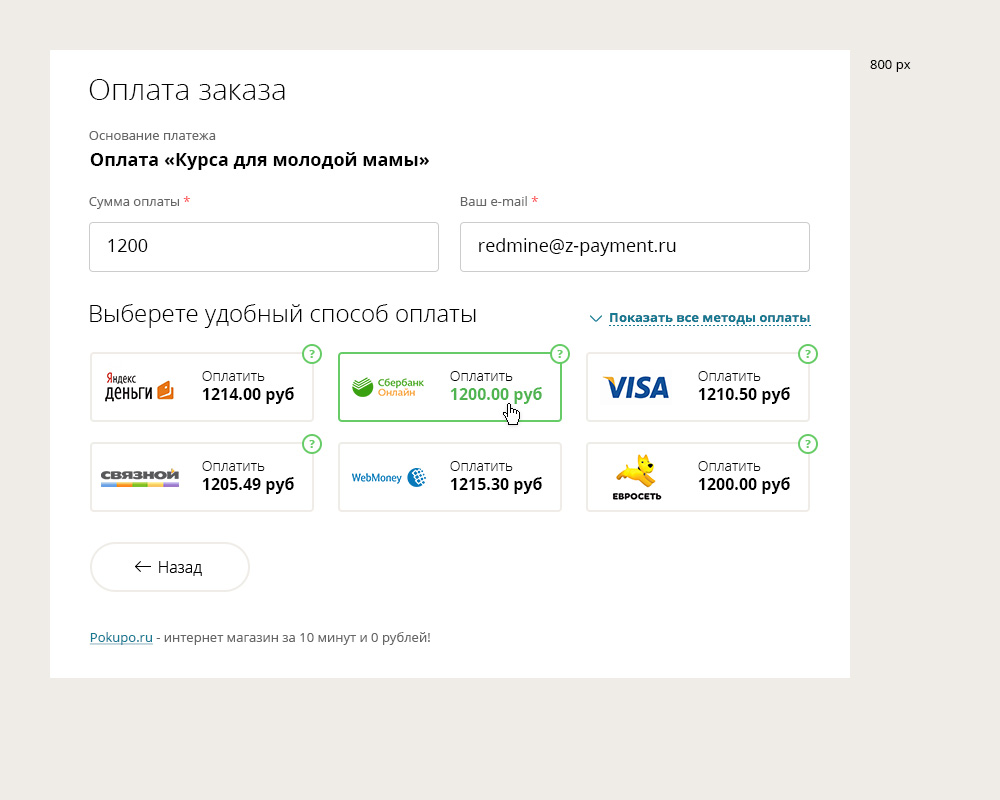 800 px
Оплата заказа
Основание платежа
Оплата «Курса для молодой мамы»
Сумма оплаты *
Ваш e-mail *
1200
redmine@z-payment.ru
Выберете удобный способ оплаты
Показать все методы оплаты
?
?
?
Яндекс
деньги
Оплатить
1214.00 руб
Сбербанк
Онлайн
Оплатить
1200.00 руб
VISA
Оплатить
1210.50 руб
?
?
СВЯЗНОЙ
Оплатить
1205.49 руб
WebMoney
Оплатить
1215.30 руб
ЕВРОСЕТЬ
Оплатить
1200.00 руб
← Назад
Pokupo.ru - интернет магазин за 10 минут и 0 рублей!